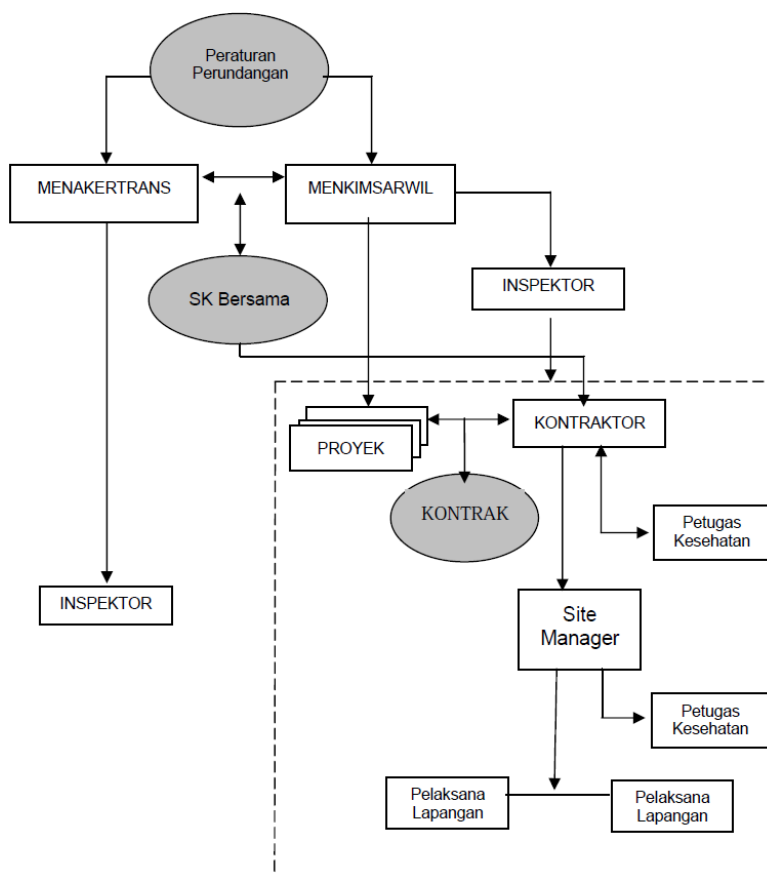 Peraturan
Perundangan
MENAKERTRANS
MENKIMSARWIL
SK Bersama
INSPEKTOR
PROYEK
KONTRAKTOR
KONTRAK
Petugas
Kesehatan
INSPEKTOR
Site
Manager
Petugas
Kesehatan
Pelaksana
Lapangan
Pelaksana
Lapangan